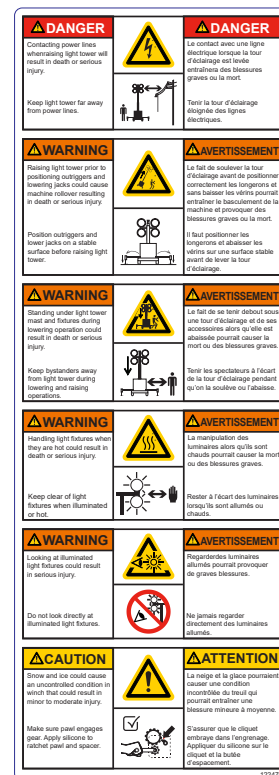 DANGER
Contacting power lines
whenraising light tower will
result in death or serious
injury.
Keep light tower far away
from power lines.
DANGER
Le contact avec une ligne
électrique lorsque la tour
d'éclairage est levée
entraînera des blessures
graves ou la mort.
Tenir la tour d'éclairage
éloignée des lignes
électriques.
WARNING
Raising light tower prior to
positioning outriggers and
lowering jacks could cause
machine rollover resulting
in death or serious injury.
Position outriggers and
lower jacks on a stable
surface before raising light
tower.
AVERTISSEMENT
Le fait de soulever la tour
d'éclairage avant de positionner
correctement les longerons et
sans baisser les vérins pourrait
entraîner le basculement de la
machine et provoquer des
blessures graves ou la mort.
Il faut positionner les
longerons et abaisser les
vérins sur une surface stable
avant de lever la tour
d'éclairage.
WARNING
Standing under light tower
mast and fixtures during
lowering operation could
result in death or serious
injury.
Keep bystanders away
from light tower during
lowering and raising
operations.
AVERTISSEMENT
Le fait de se tenir debout sous
une tour d'éclairage et de ses
accessoires alors qu'elle est
abaissée pourrait causer la
mort ou des blessures graves.
Tenir les spectateurs à l'écart
de la tour d'éclairage pendant
qu'on la soulève ou l'abaisse.
WARNING
Handling light fixtures when
they are hot could result in
death or serious injury.
Keep clear of light
fixtures when illuminated
or hot.
AVERTISSEMENT
La manipulation des
luminaires alors qu'ils sont
chauds pourrait causer la mort
ou des blessures graves.
Rester à l'écart des luminaires
lorsqu'ils sont allumés ou
chauds.
WARNING
Looking at illuminated
light fixtures could result
in serious injury.
Do not look directly at
illuminated light fixtures.
AVERTISSEMENT
Regarderdes luminaires
allumés pourrait provoquer
de graves blessures.
Ne jamais regarder
directement des luminaires
allumés.
CAUTION
Snow and ice could cause
an uncontrolled condition in
winch that could result in
minor to moderate injury.
Make sure pawl engages
gear. Apply silicone to
ratchet pawl and spacer.
ATTENTION
La neige et la glace pourraient
causer une condition
incontrôlée du treuil qui
pourrait entraîner une
blessure mineure à moyenne.
S'assurer que le cliquet
embraye dans l'engrenage.
Appliquer du silicone sur le
cliquet et la butée
d'espacement.